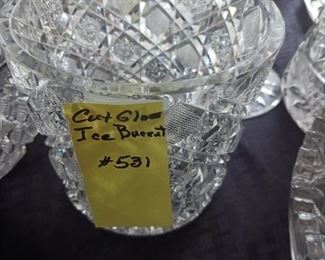 Cut Glass
Ice Bucket
#531